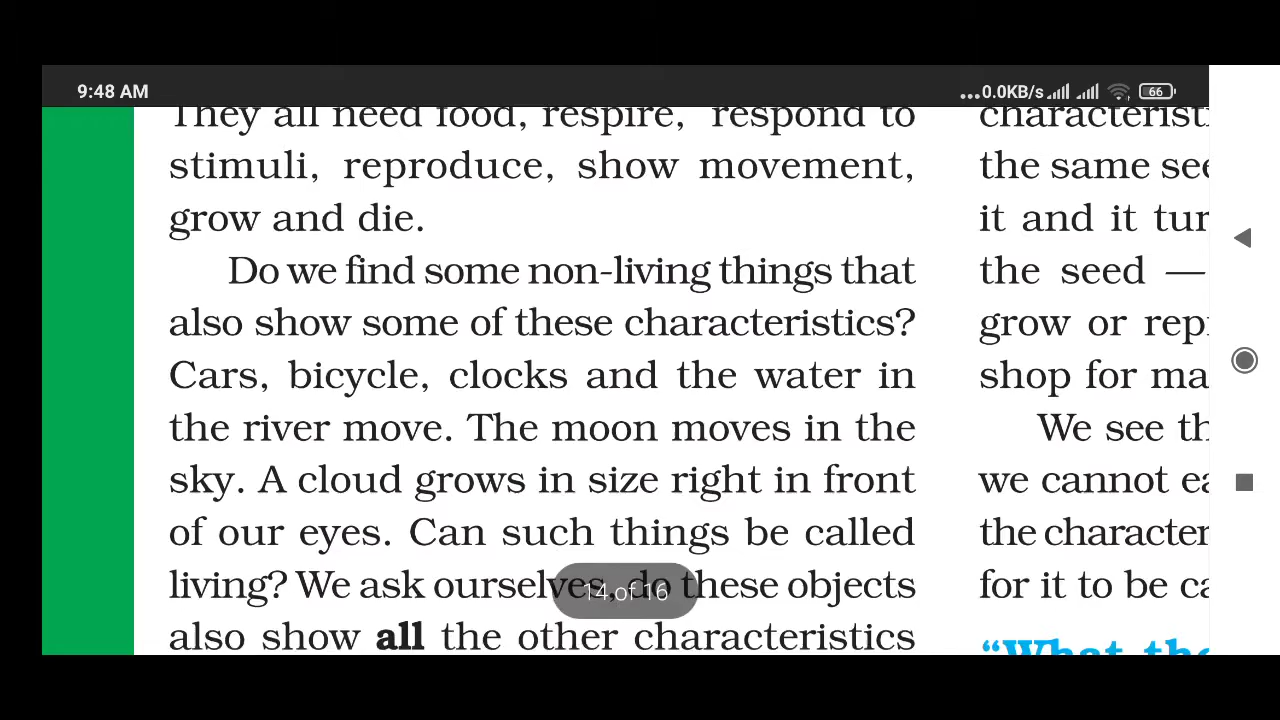 9:48 AM
...0.0KB/s
66
They all need food, respire, respond to
stimuli, reproduce, show movement,
grow and die.
Do we find some non-living things that
also show some of these characteristics?
Cars, bicycle, clocks and the water in
the river move. The moon moves in the
sky. A cloud grows in size right in front
of our eyes. Can such things be called
living? We ask ourselves, do these objects
also show all the other characteristics
14 of 16
characterist
the same see
it and it tur
the seed —
grow or repr
shop for ma
We see th
we cannot ea
the character
for it to be ca
“What the